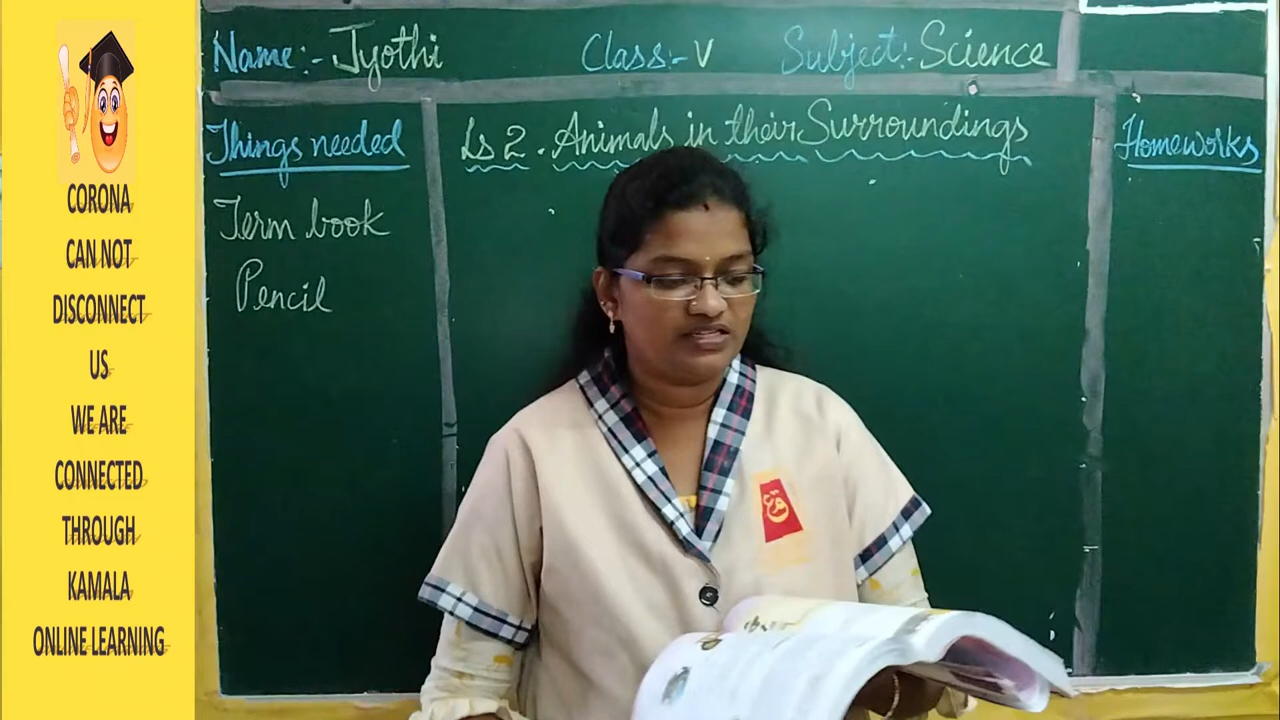 CORONA
CAN NOT
DISCONNECT
US
WE ARE
CONNECTED
THROUGH
KAMALA
ONLINE LEARNING
Name:- Jyothi Class:- V Subject:- Science
Things needed
Term book
Pencil
Ls 2. Animals in their Surroundings
Homeworks